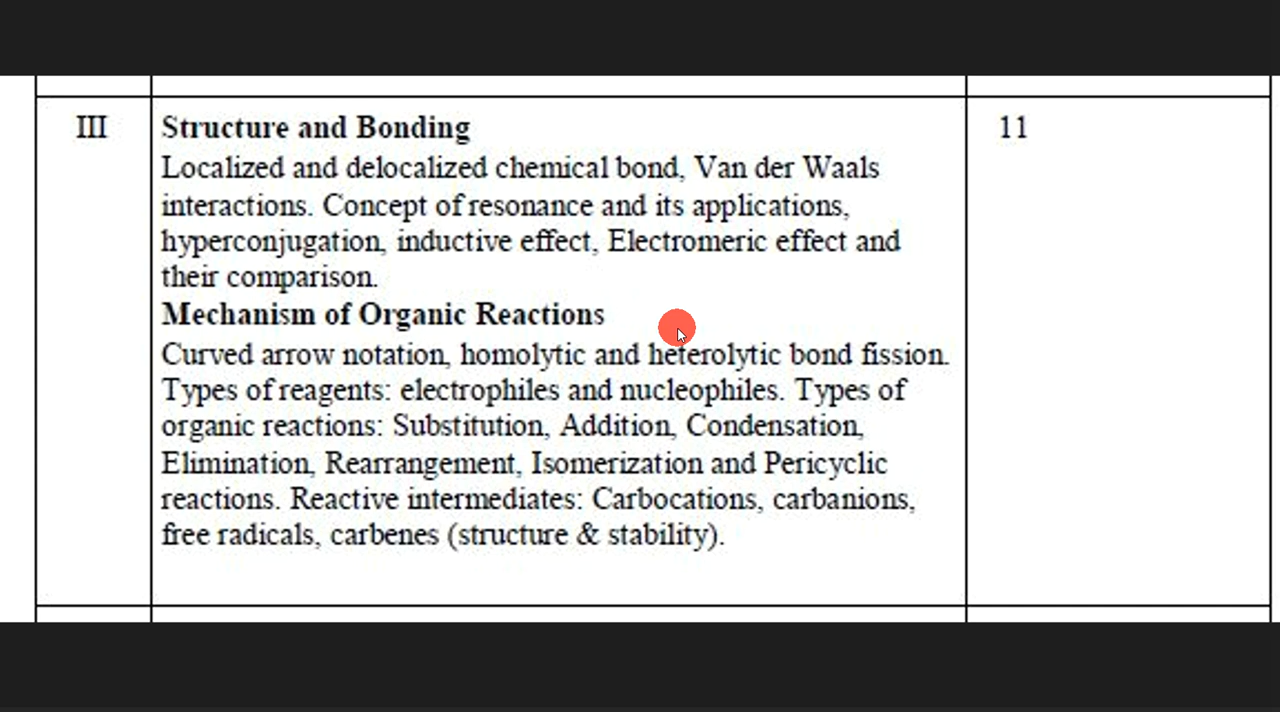 III
Structure and Bonding
11
Localized and delocalized chemical bond, Van der Waals
interactions. Concept of resonance and its applications,
hyperconjugation, inductive effect, Electromeric effect and
their comparison.
Mechanism of Organic Reactions
Curved arrow notation, homolytic and heterolytic bond fission.
Types of reagents: electrophiles and nucleophiles. Types of
organic reactions: Substitution, Addition, Condensation,
Elimination, Rearrangement, Isomerization and Pericyclic
reactions. Reactive intermediates: Carbocations, carbanions,
free radicals, carbenes (structure & stability).